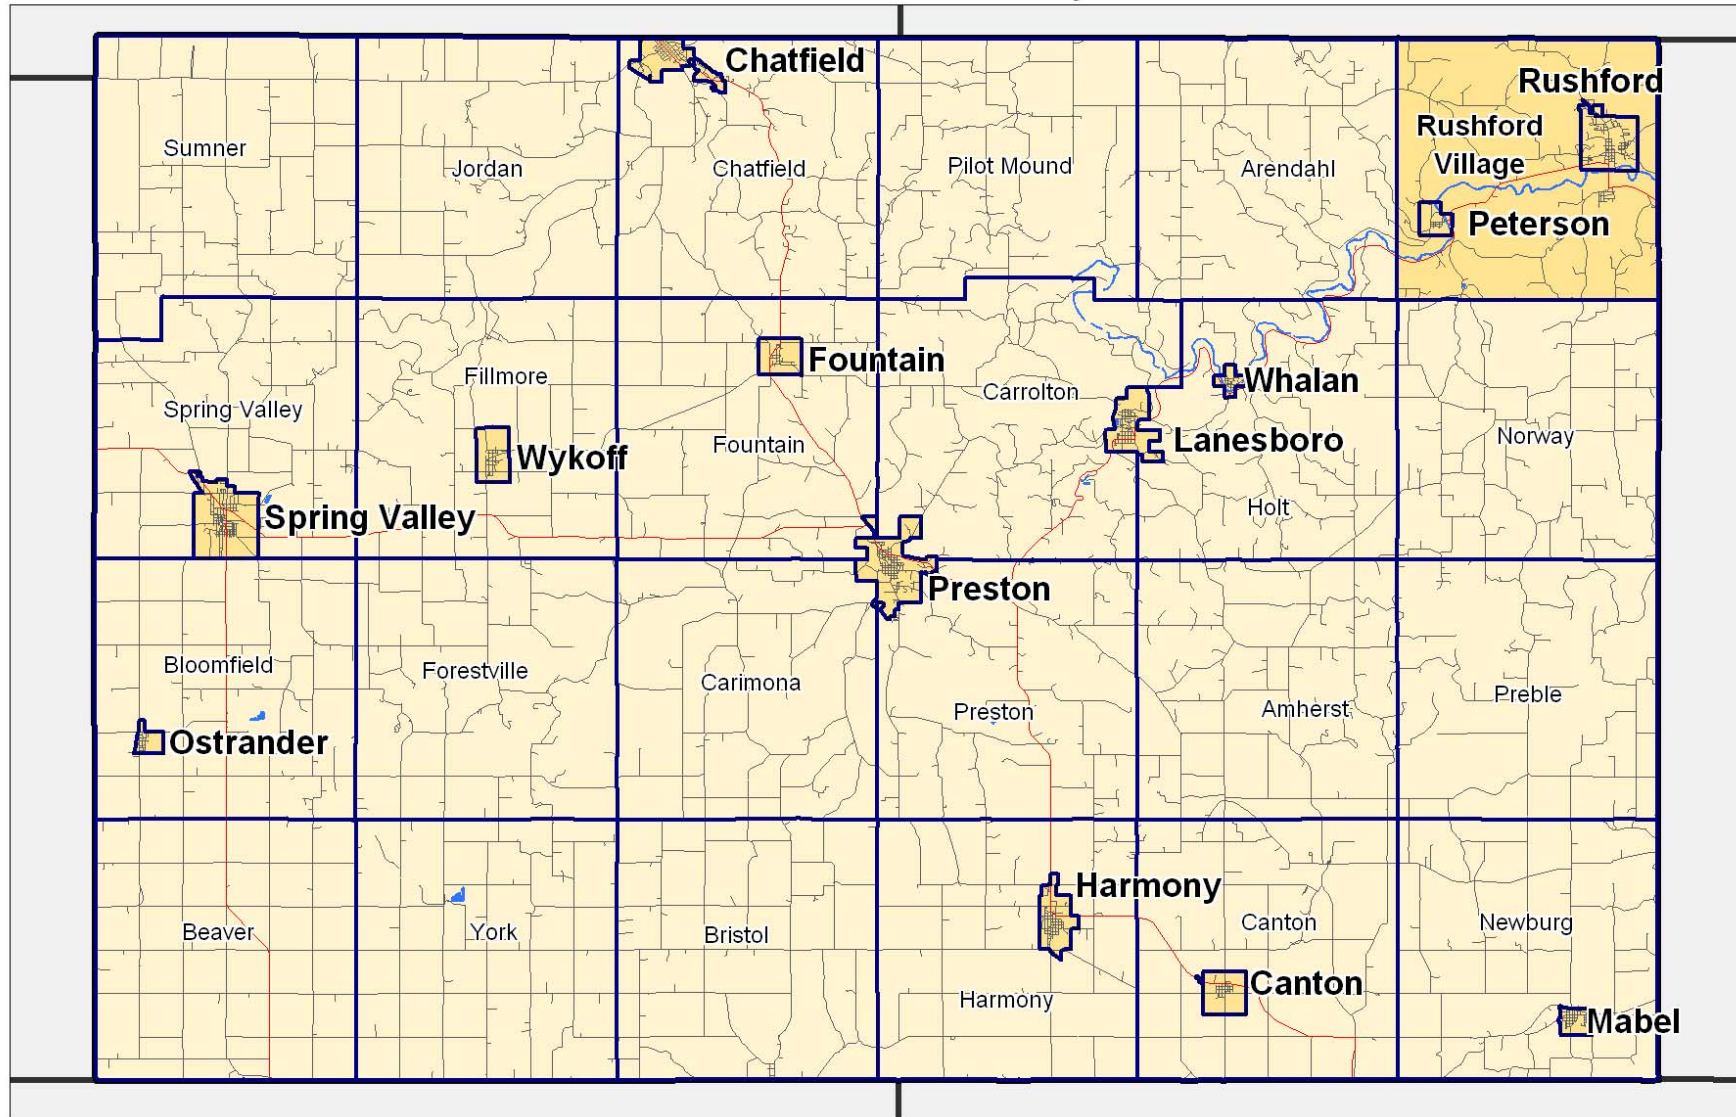 Chatfield
Rushford
Rushford
Village
Sumner
Jordan
Chatfield
Pilot Mound
Arendahl
Peterson
Fountain
Fillmore
Carrolton
Whalan
Spring Valley
Fountain
Lanesboro
Norway
Wykoff
Holt
Spring Valley
Preston
Bloomfield
Forestville
Carimona
Preston
Amherst
Preble
Ostrander
Harmony
Beaver
York
Bristol
Canton
Newburg
Harmony
Canton
Mabel